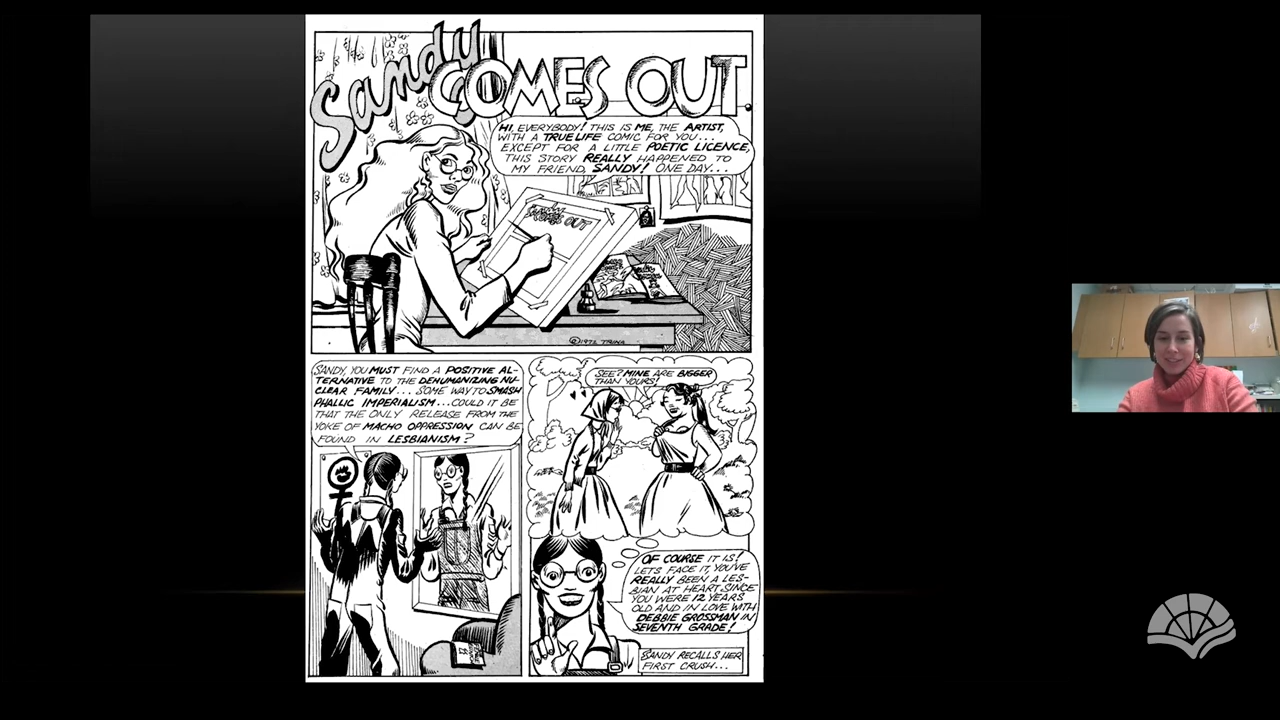 Sandy COMES OUT
HI, EVERYBODY! THIS IS ME, THE ARTIST,
WITH A TRUE LIFE COMIC FOR YOU...
EXCEPT FOR A LITTLE POETIC LICENCE,
THIS STORY REALLY HAPPENED TO
MY FRIEND, SANDY! ONE DAY...
Sandy
COMES OUT
©1972 TRINA
SANDY, YOU MUST FIND A POSITIVE AL-
TERNATIVE TO THE DEHUMANIZING NU-
CLEAR FAMILY... SOME WAY TO SMASH
PHALLIC IMPERIALISM... COULD IT BE
THAT THE ONLY RELEASE FROM THE
YOKE OF MACHO OPPRESSION CAN BE
FOUND IN LESBIANISM?
SEE? MINE ARE BIGGER
THAN YOURS!
OF COURSE IT IS!
LETS FACE IT, YOU'VE
REALLY BEEN A LES-
BIAN AT HEART SINCE
YOU WERE 12 YEARS
OLD AND IN LOVE WITH
DEBBIE GROSSMAN IN
SEVENTH GRADE!
SANDY RECALLS HER
FIRST CRUSH...